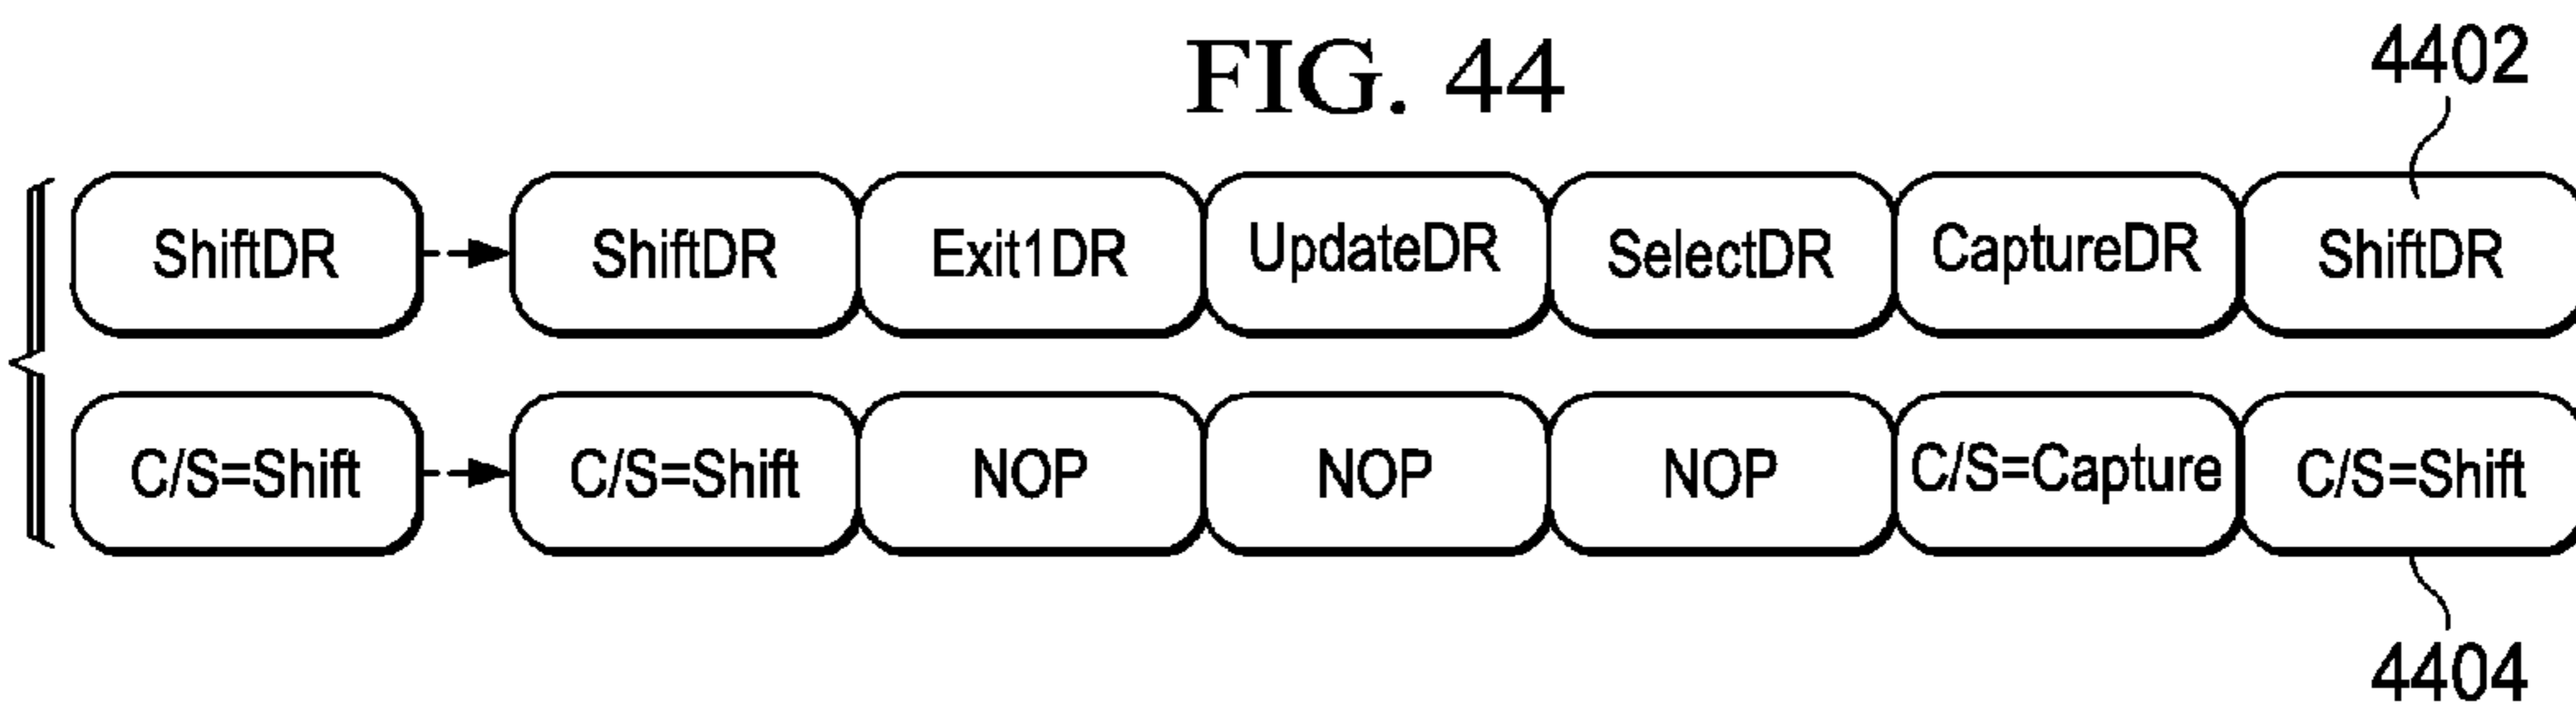 FIG. 44
4402
ShiftDR ShiftDR Exit1DR UpdateDR SelectDR CaptureDR ShiftDR
C/S=Shift C/S=Shift NOP NOP NOP C/S=Capture C/S=Shift
4404